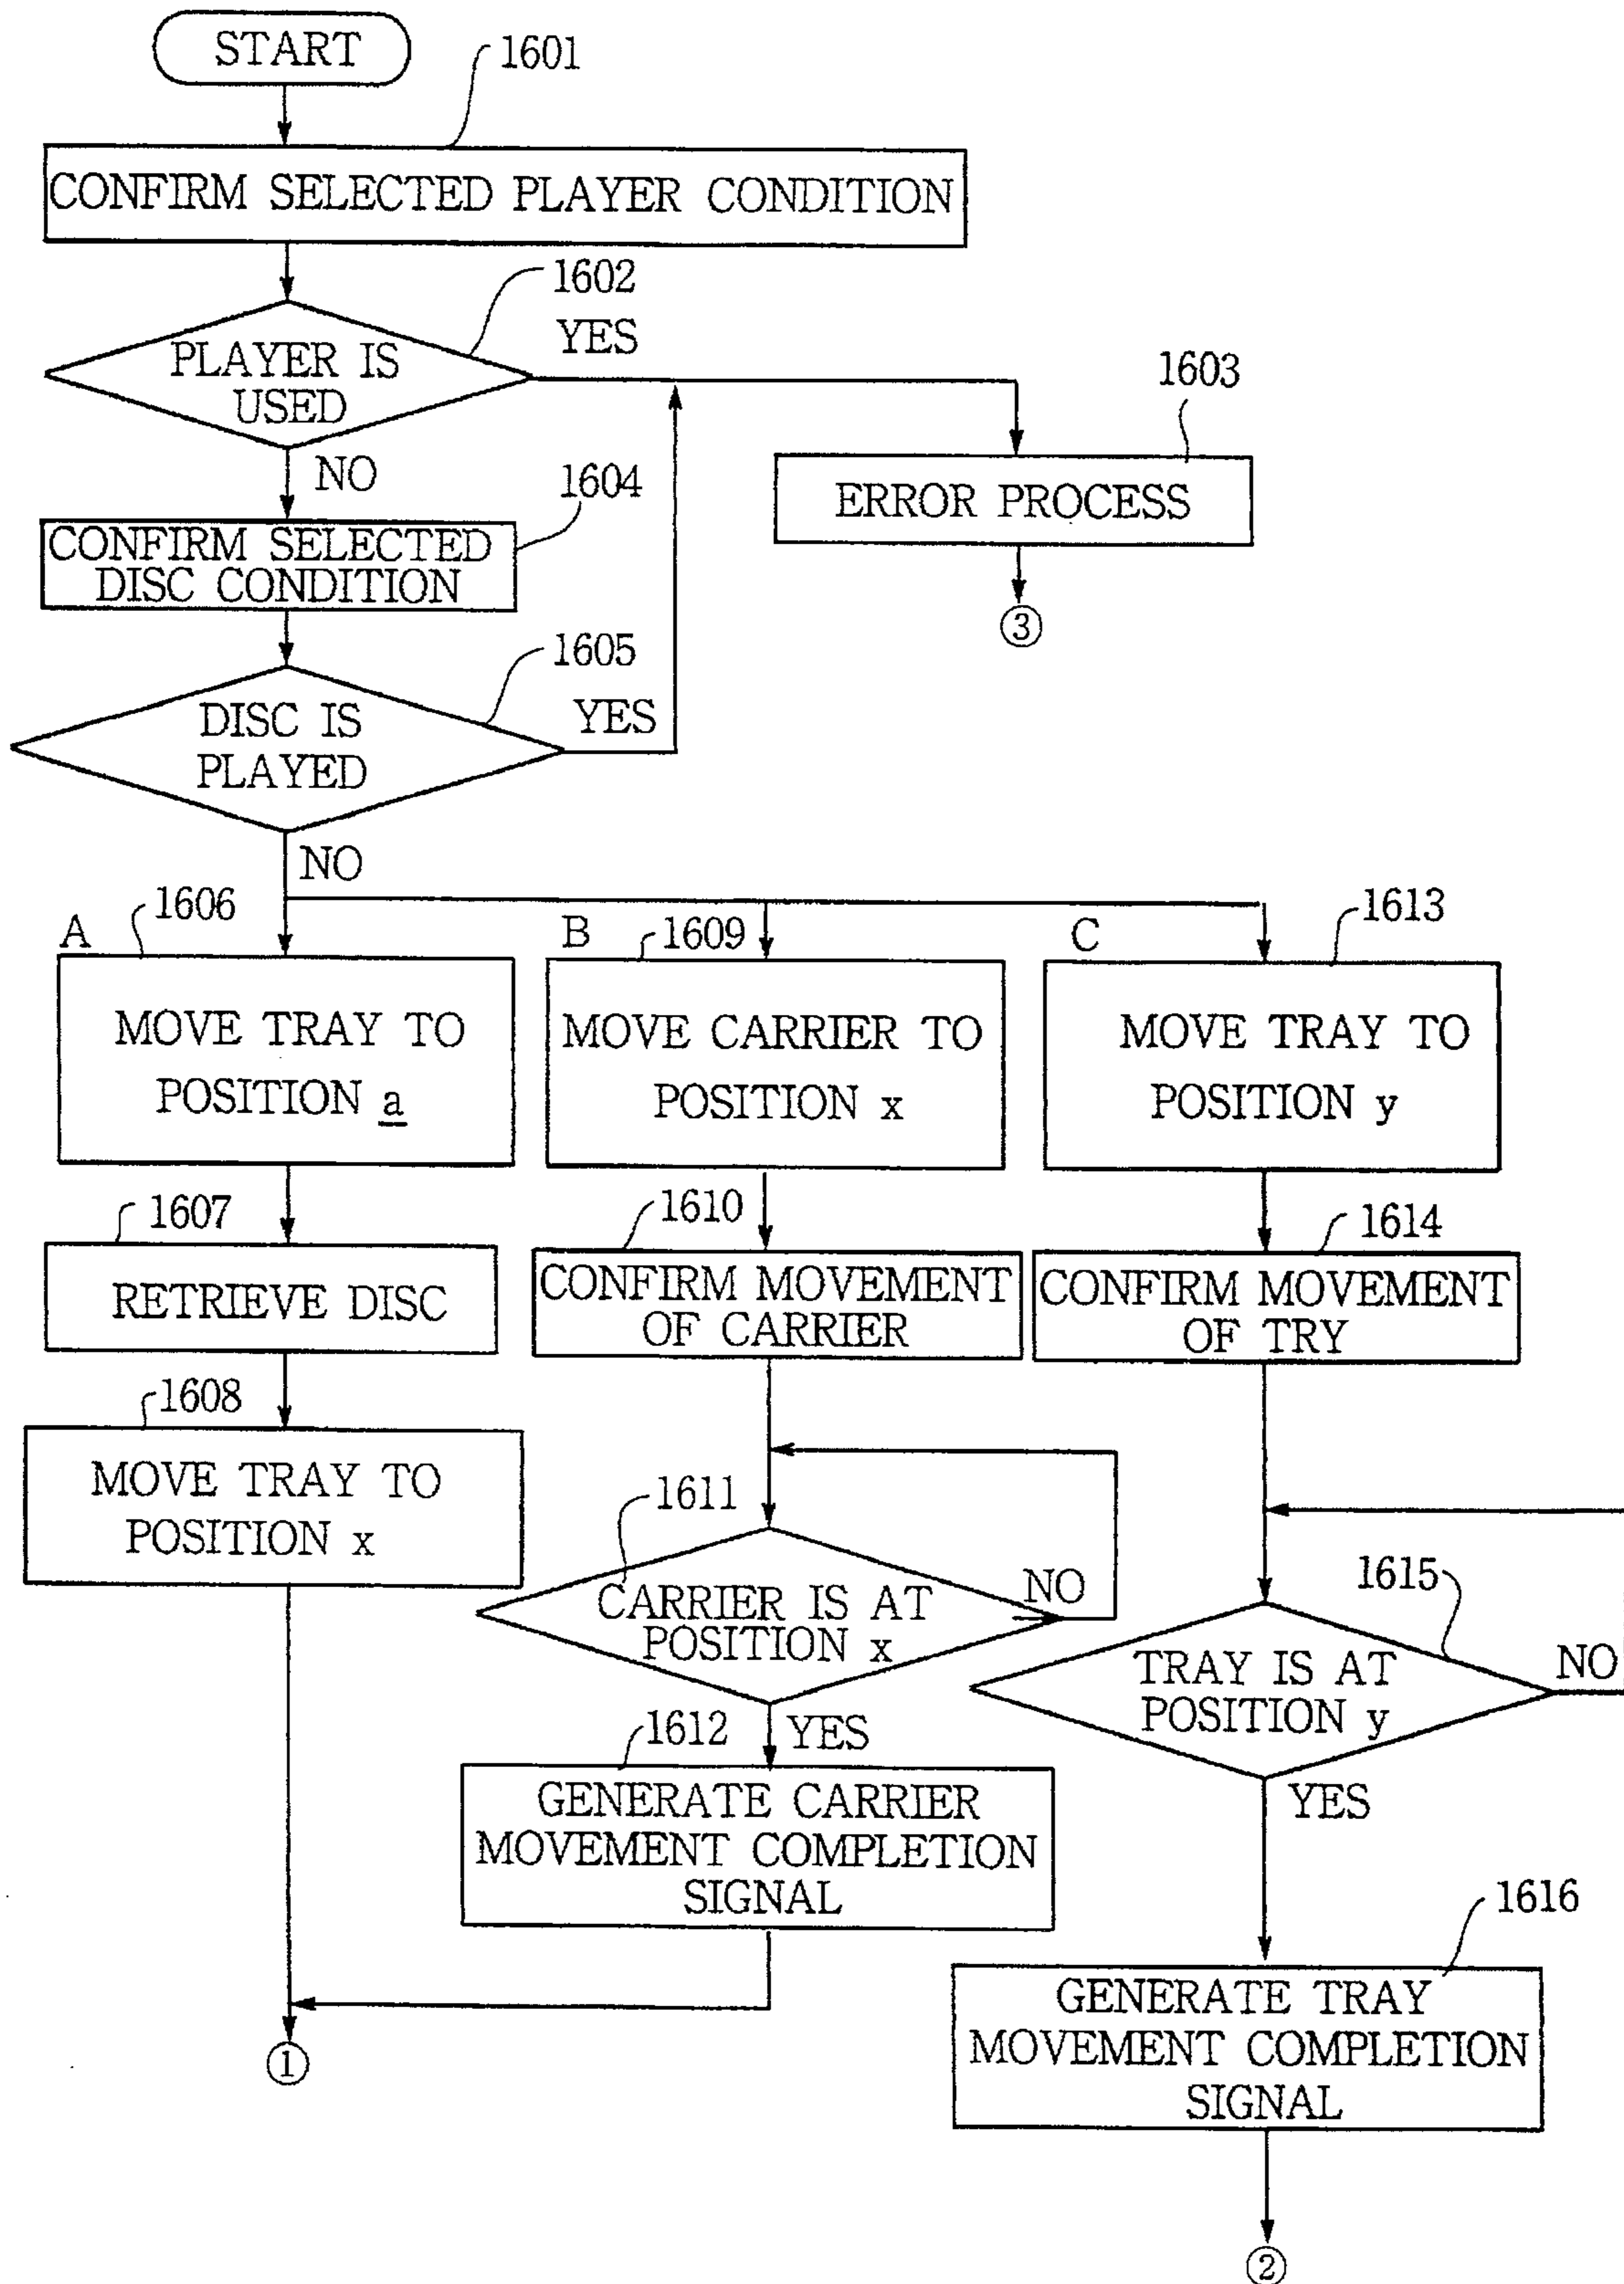 START
1601
CONFIRM SELECTED PLAYER CONDITION
1602
PLAYER IS
USED
YES
NO
1603
ERROR PROCESS
③
1604
CONFIRM SELECTED
DISC CONDITION
1605
DISC IS
PLAYED
YES
NO
A
1606
MOVE TRAY TO
POSITION a
1607
RETRIEVE DISC
1608
MOVE TRAY TO
POSITION x
B
1609
MOVE CARRIER TO
POSITION x
1610
CONFIRM MOVEMENT
OF CARRIER
1611
CARRIER IS AT
POSITION x
NO
YES
1612
GENERATE CARRIER
MOVEMENT COMPLETION
SIGNAL
①
C
1613
MOVE TRAY TO
POSITION y
1614
CONFIRM MOVEMENT
OF TRY
1615
TRAY IS AT
POSITION y
NO
YES
1616
GENERATE TRAY
MOVEMENT COMPLETION
SIGNAL
②